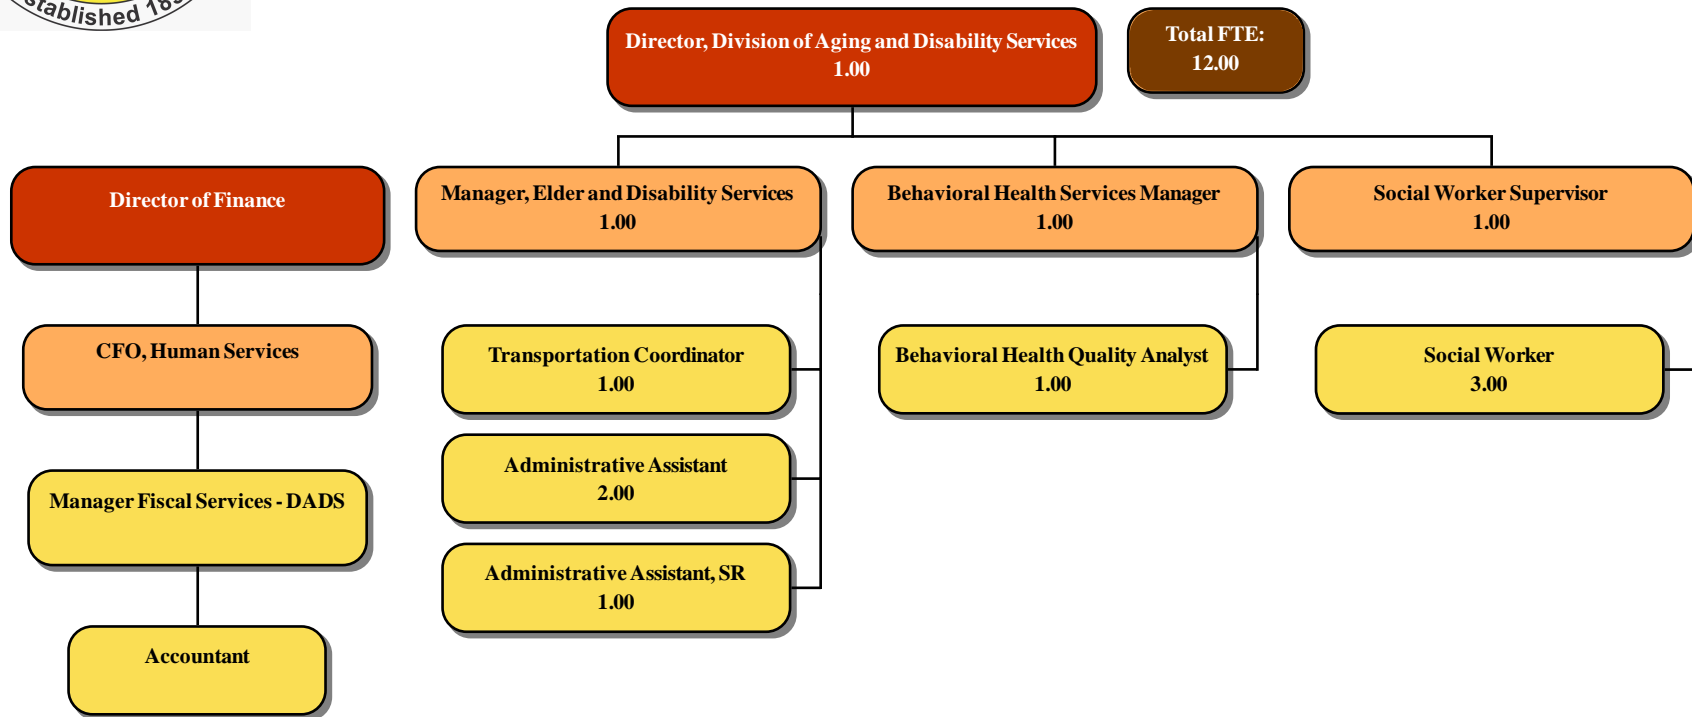 Established
Director, Division of Aging and Disability Services
1.00
Total FTE:
12.00
Director of Finance
Manager, Elder and Disability Services
1.00
Behavioral Health Services Manager
1.00
Social Worker Supervisor
1.00
CFO, Human Services
Transportation Coordinator
1.00
Behavioral Health Quality Analyst
1.00
Social Worker
3.00
Administrative Assistant
2.00
Manager Fiscal Services - DADS
Administrative Assistant, SR
1.00
Accountant